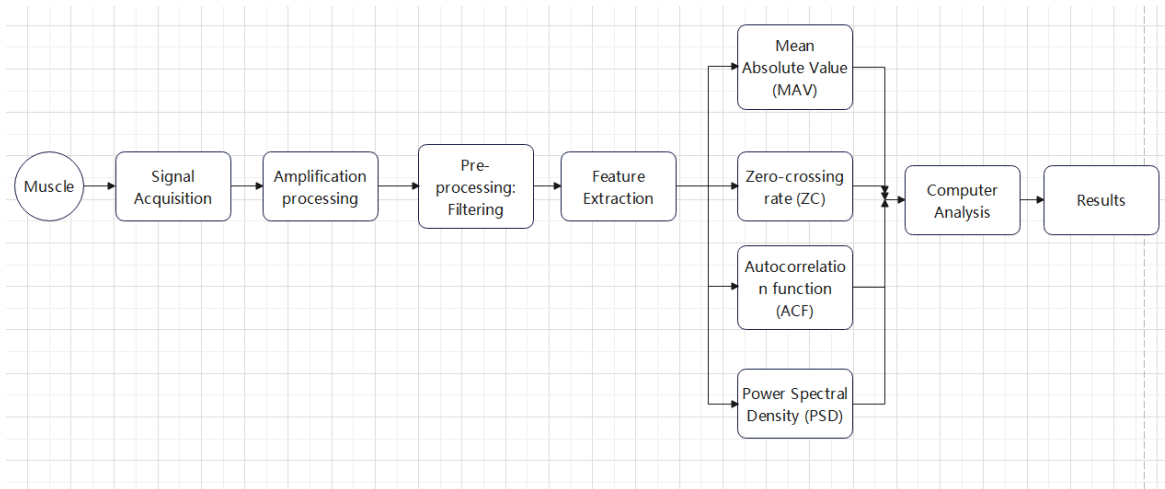 Muscle
Signal
Acquisition
Amplification
processing
Pre-
processing:
Filtering
Feature
Extraction
Mean
Absolute Value
(MAV)
Zero-crossing
rate (ZC)
Autocorrelatio
n function
(ACF)
Power Spectral
Density (PSD)
Computer
Analysis
Results